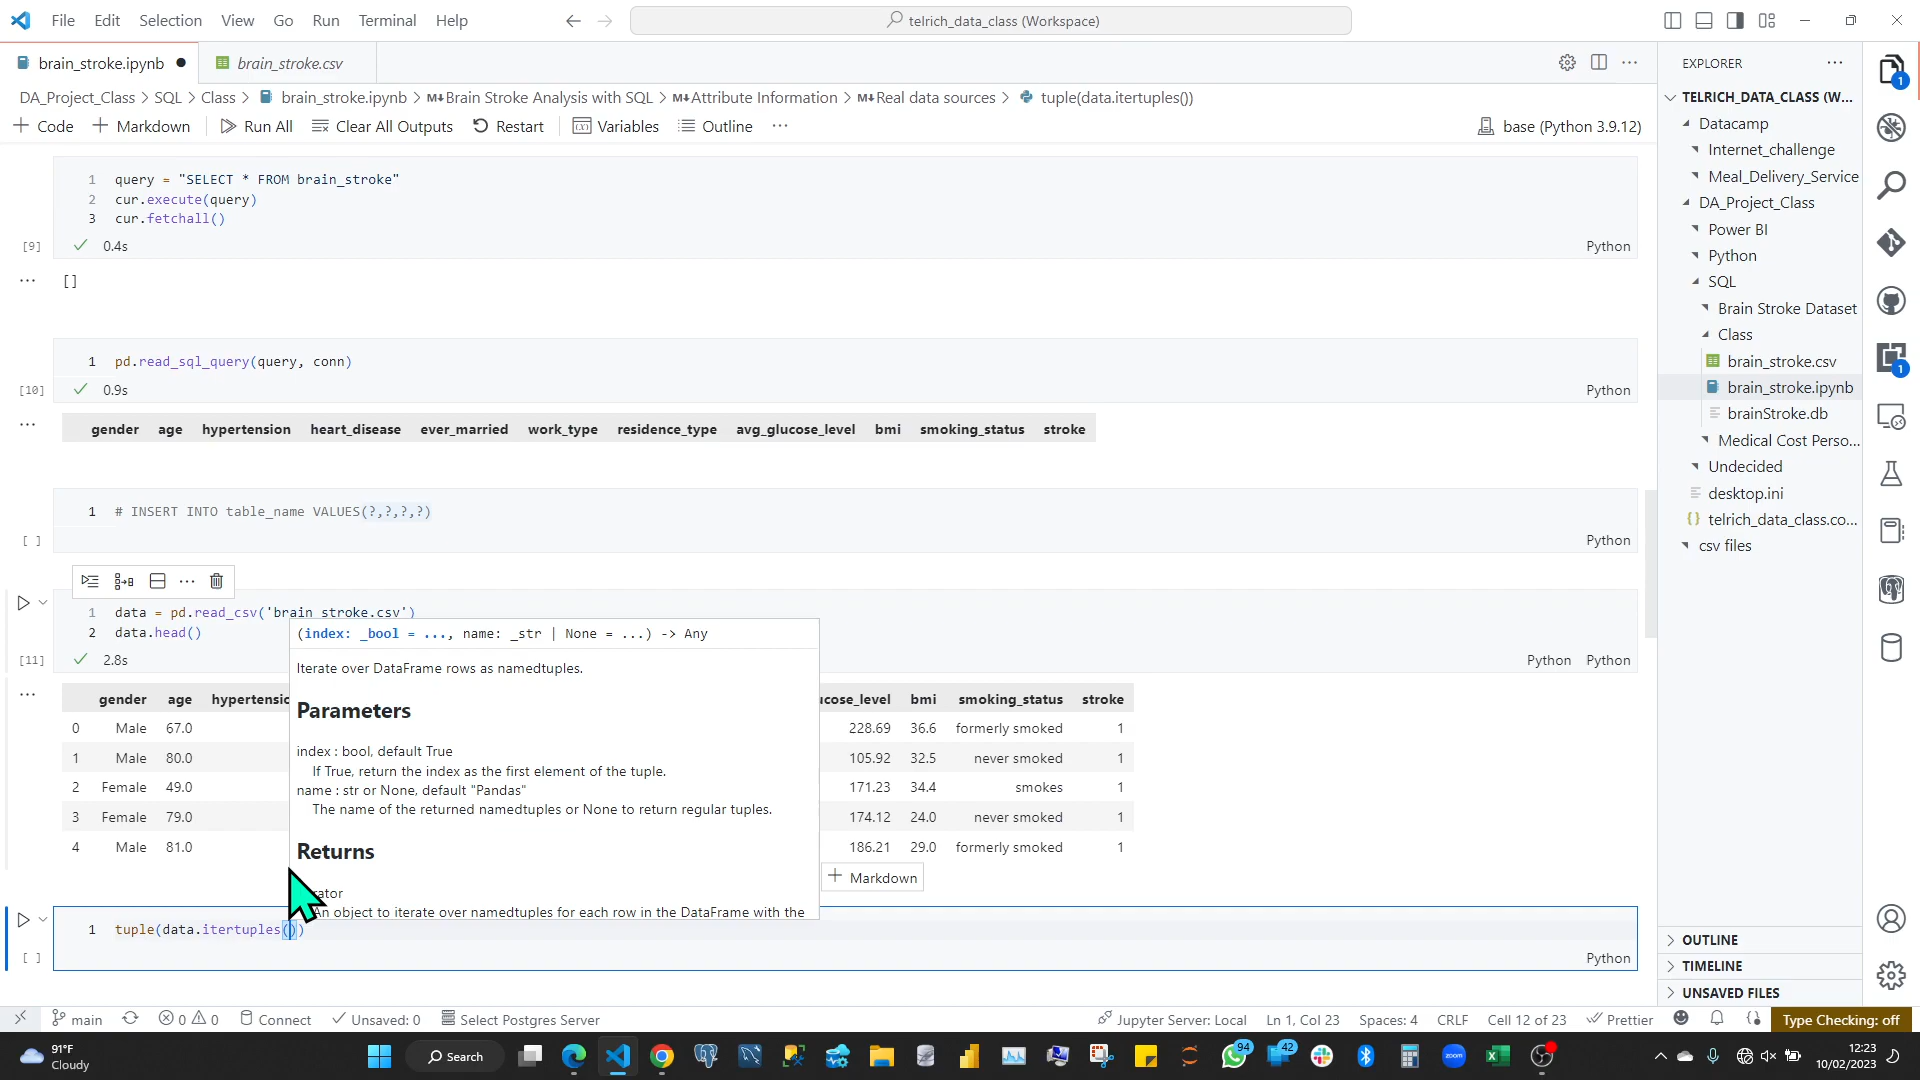 File Edit Selection View Go Run Terminal Help
telrich_data_class (Workspace)
brain_stroke.ipynb
brain_stroke.csv
DA_Project_Class > SQL > Class > brain_stroke.ipynb > M↓Brain Stroke Analysis with SQL > M↓Attribute Information > M↓Real data sources > tuple(data.itertuples())
+ Code + Markdown Run All Clear All Outputs Restart Variables Outline ...
base (Python 3.9.12)
1 query = "SELECT * FROM brain_stroke"
2 cur.execute(query)
3 cur.fetchall()
[9] 0.4s Python
... []
1 pd.read_sql_query(query, conn)
[10] 0.9s Python
... gender age hypertension heart_disease ever_married work_type residence_type avg_glucose_level bmi smoking_status stroke
1 # INSERT INTO table_name VALUES(?,?,?,?)
[ ] Python
1 data = pd.read_csv('brain_stroke.csv')
2 data.head()
[11] 2.8s Python Python
(index: _bool = ..., name: _str | None = ...) -> Any
Iterate over DataFrame rows as namedtuples.
Parameters
index : bool, default True
If True, return the index as the first element of the tuple.
name : str or None, default "Pandas"
The name of the returned namedtuples or None to return regular tuples.
Returns
rator
An object to iterate over namedtuples for each row in the DataFrame with the
gender age hypertensio ucose_level bmi smoking_status stroke
0 Male 67.0 228.69 36.6 formerly smoked 1
1 Male 80.0 105.92 32.5 never smoked 1
2 Female 49.0 171.23 34.4 smokes 1
3 Female 79.0 174.12 24.0 never smoked 1
4 Male 81.0 186.21 29.0 formerly smoked 1
+ Markdown
1 tuple(data.itertuples())
[ ] Python
EXPLORER ...
TELRICH_DATA_CLASS (W...
Datacamp
Internet_challenge
Meal_Delivery_Service
DA_Project_Class
Power BI
Python
SQL
Brain Stroke Dataset
Class
brain_stroke.csv
brain_stroke.ipynb
brainStroke.db
Medical Cost Perso...
Undecided
desktop.ini
telrich_data_class.co...
csv files
OUTLINE
TIMELINE
UNSAVED FILES
1
1
main 0 0 Connect Unsaved: 0 Select Postgres Server
Jupyter Server: Local Ln 1, Col 23 Spaces: 4 CRLF Cell 12 of 23 Prettier Type Checking: off
91°F
Cloudy
Search
94
42
zoom
12:23
10/02/2023